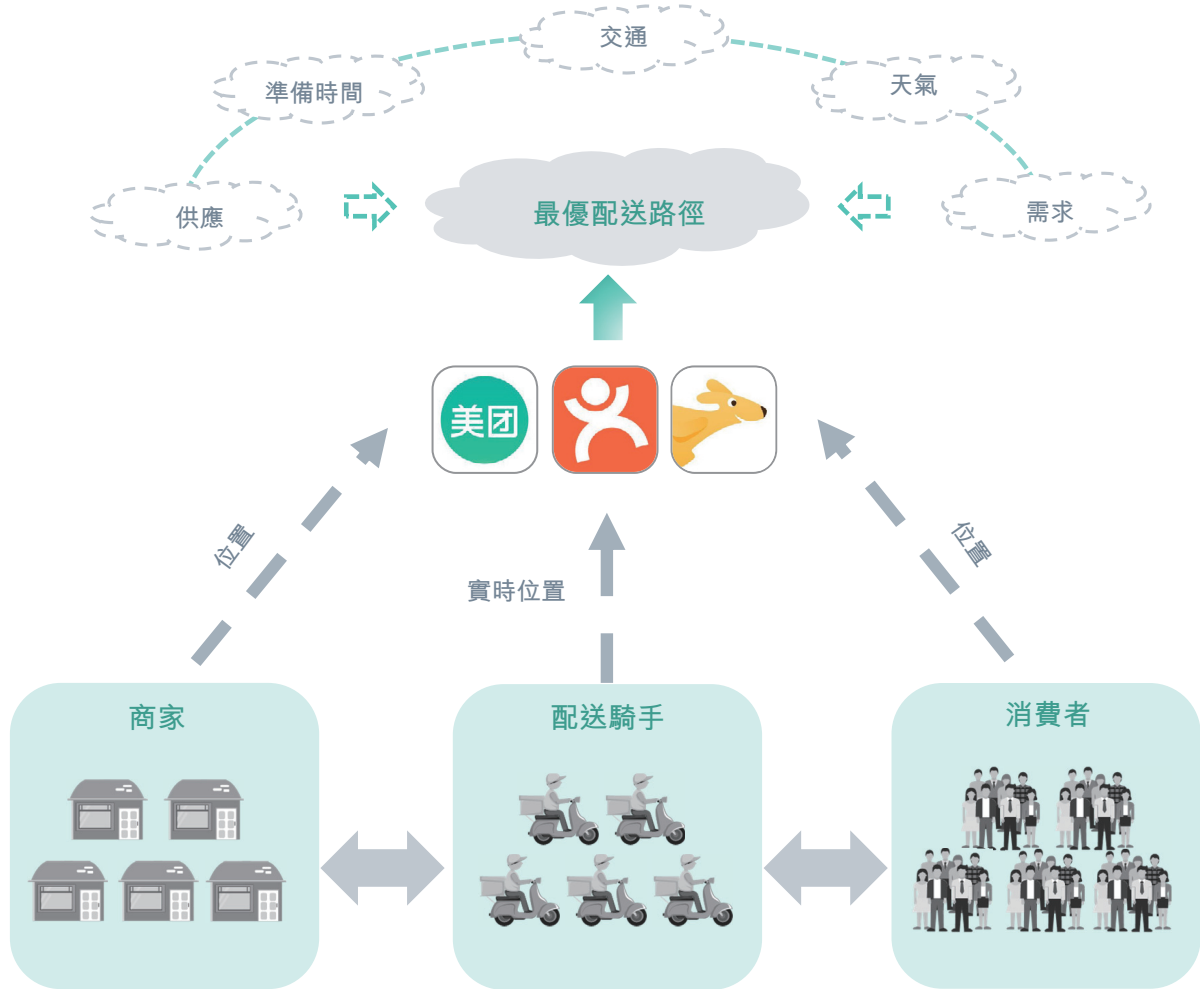 交通
準備時間
天氣
供應
最優配送路徑
需求
美团
位置
實時位置
位置
商家
配送騎手
消費者